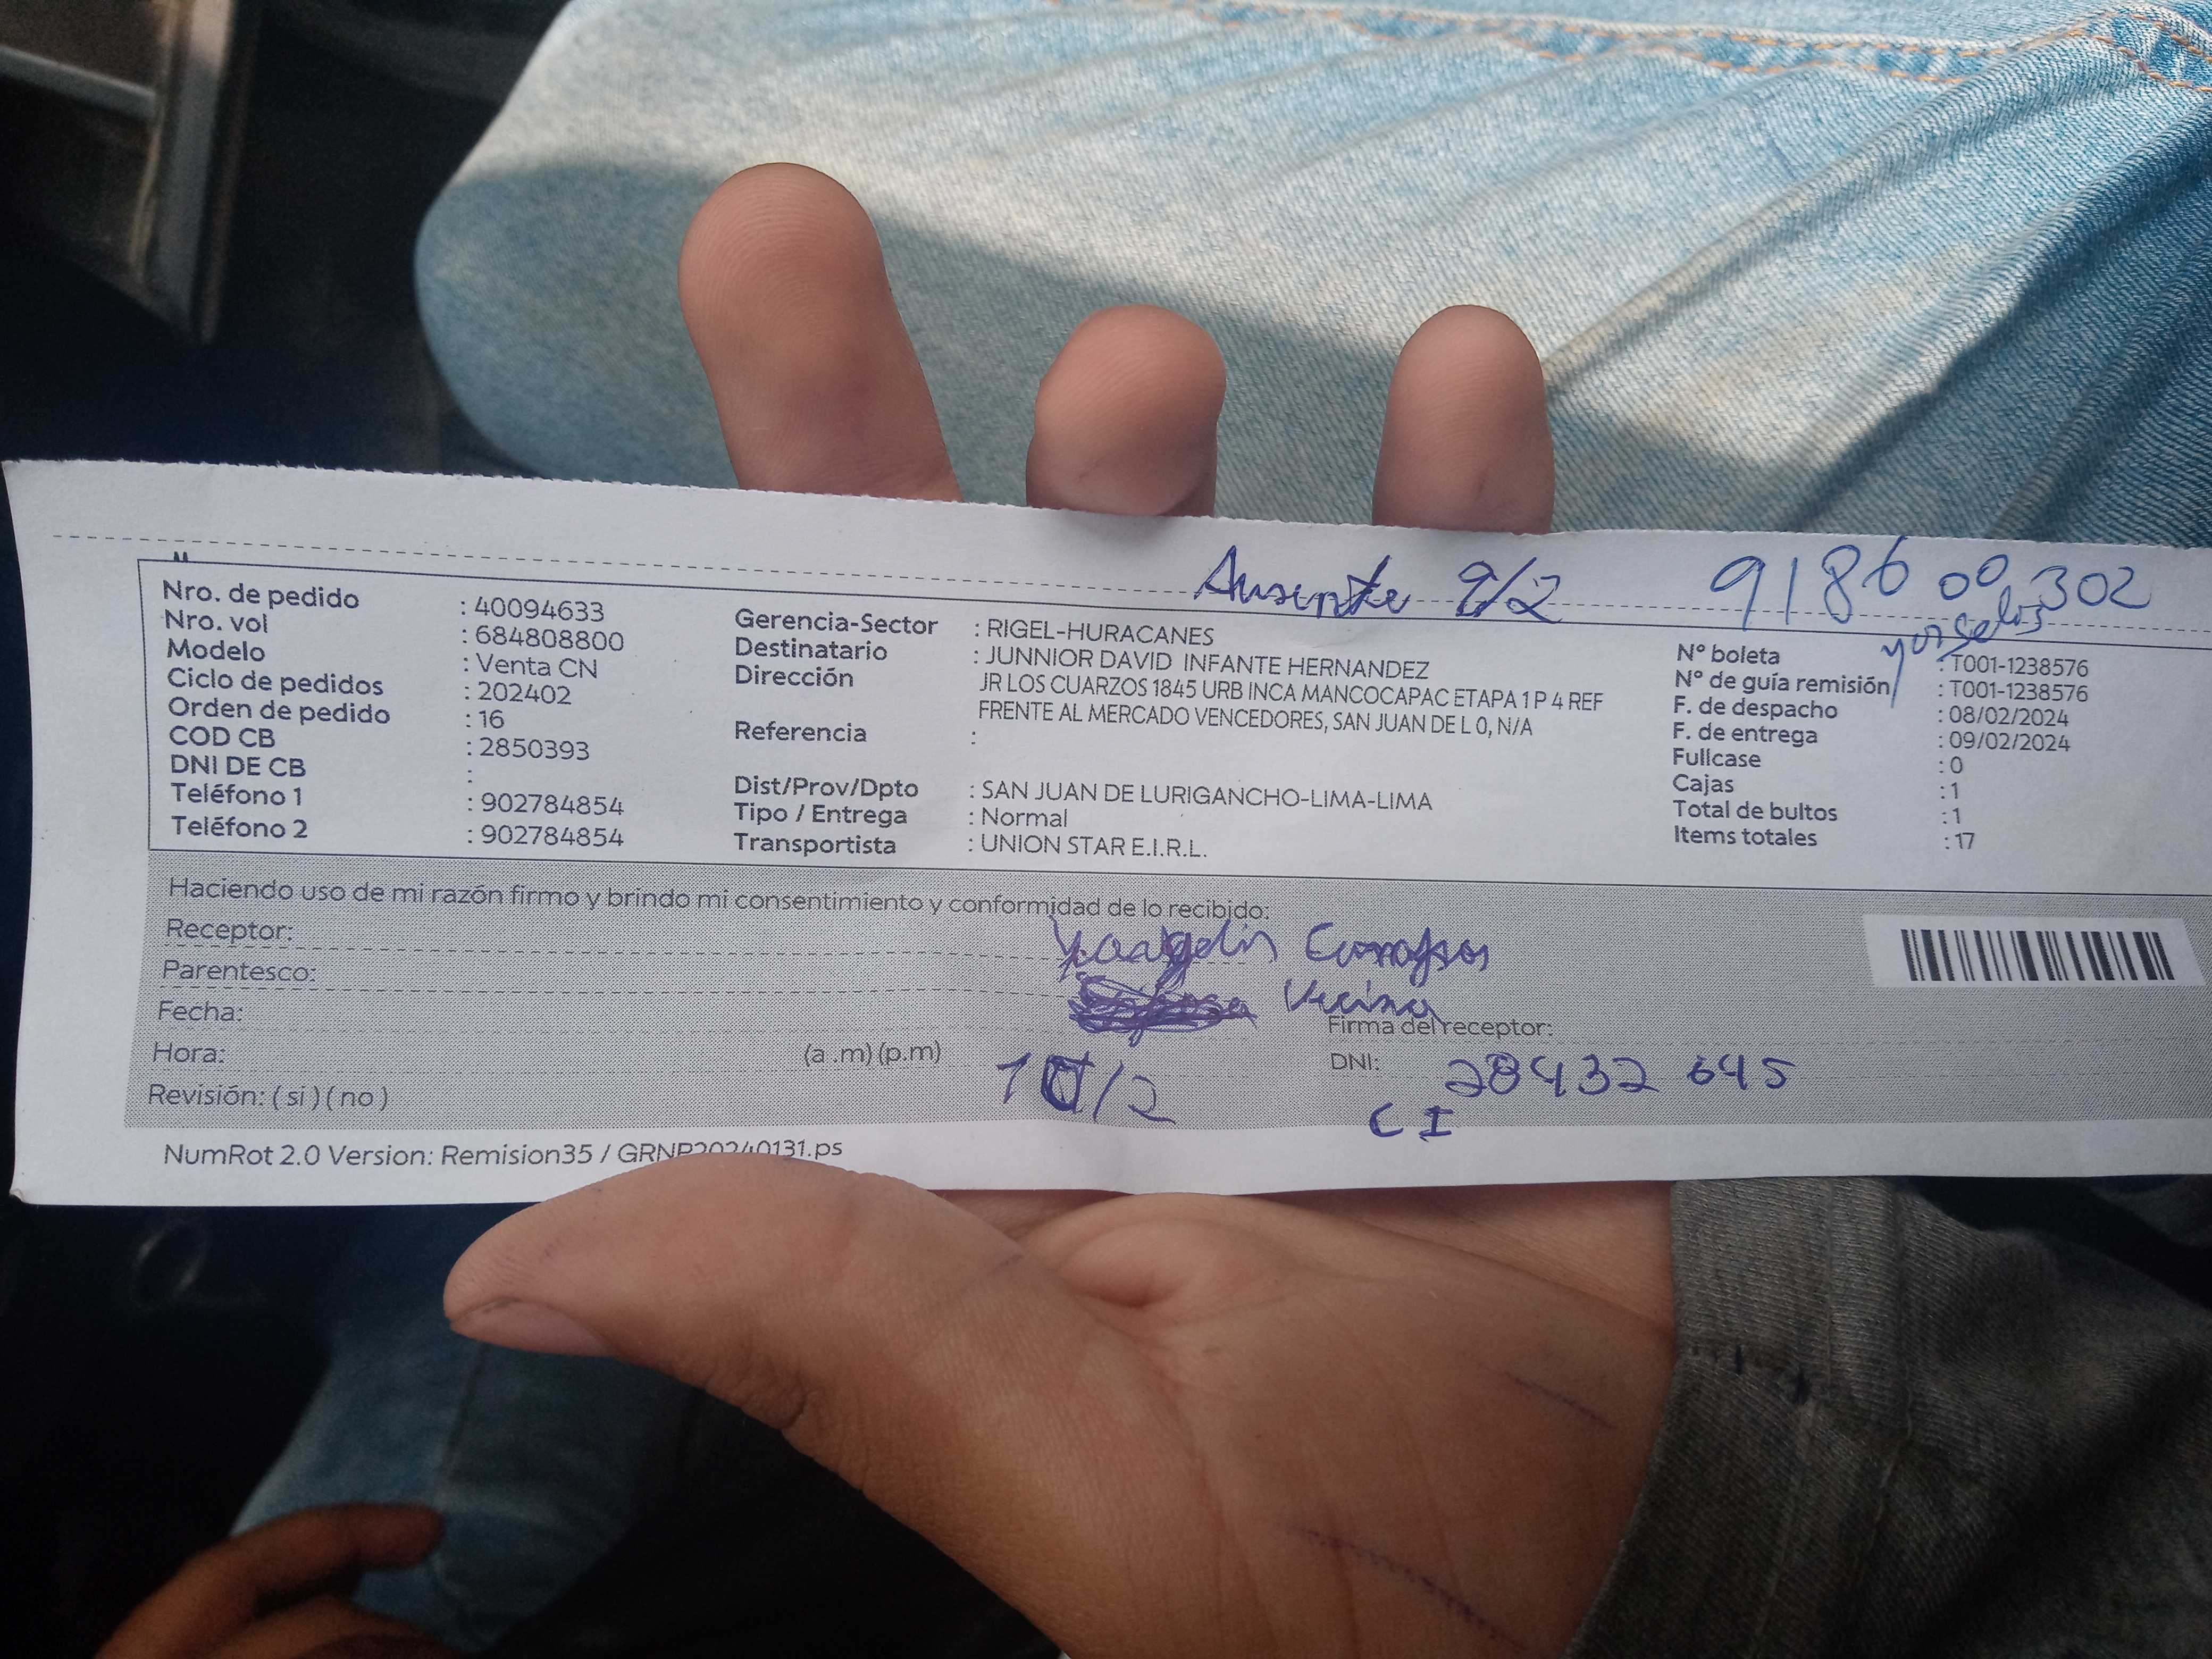 Ausente 9/2 918600302
yorgelis
Nro. de pedido : 40094633
Nro. vol : 684808800
Modelo : Venta CN
Ciclo de pedidos : 202402
Orden de pedido : 16
COD CB : 2850393
DNI DE CB :
Teléfono 1 : 902784854
Teléfono 2 : 902784854
Gerencia-Sector : RIGEL-HURACANES
Destinatario : JUNNIOR DAVID INFANTE HERNANDEZ
Dirección JR LOS CUARZOS 1845 URB INCA MANCOCAPAC ETAPA 1 P 4 REF
FRENTE AL MERCADO VENCEDORES, SAN JUAN DE L 0, N/A
Referencia :
Dist/Prov/Dpto : SAN JUAN DE LURIGANCHO-LIMA-LIMA
Tipo / Entrega : Normal
Transportista : UNION STAR E.I.R.L.
Nº boleta : T001-1238576
Nº de guía remisión : T001-1238576
F. de despacho : 08/02/2024
F. de entrega : 09/02/2024
Fullcase : 0
Cajas : 1
Total de bultos : 1
Items totales : 17
Haciendo uso de mi razón firmo y brindo mi consentimiento y conformidad de lo recibido:
Receptor:
Parentesco: Vecina
Fecha: Firma del receptor:
Hora: (a .m) (p.m) 10/2 DNI: 28432645
Revisión: ( si ) ( no ) CI
NumRot 2.0 Version: Remision35 / GRNP20240131.ps